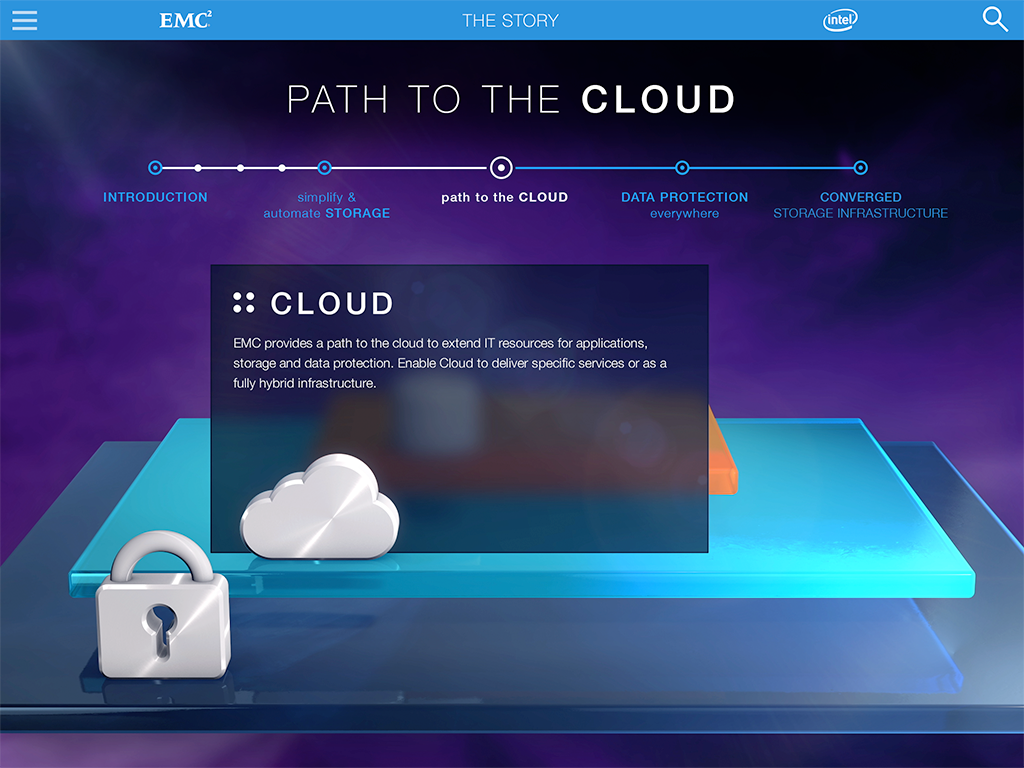 EMC²
THE STORY
intel
PATH TO THE CLOUD
INTRODUCTION
simplify &
automate STORAGE
path to the CLOUD
DATA PROTECTION
everywhere
CONVERGED
STORAGE INFRASTRUCTURE
CLOUD
EMC provides a path to the cloud to extend IT resources for applications,
storage and data protection. Enable Cloud to deliver specific services or as a
fully hybrid infrastructure.